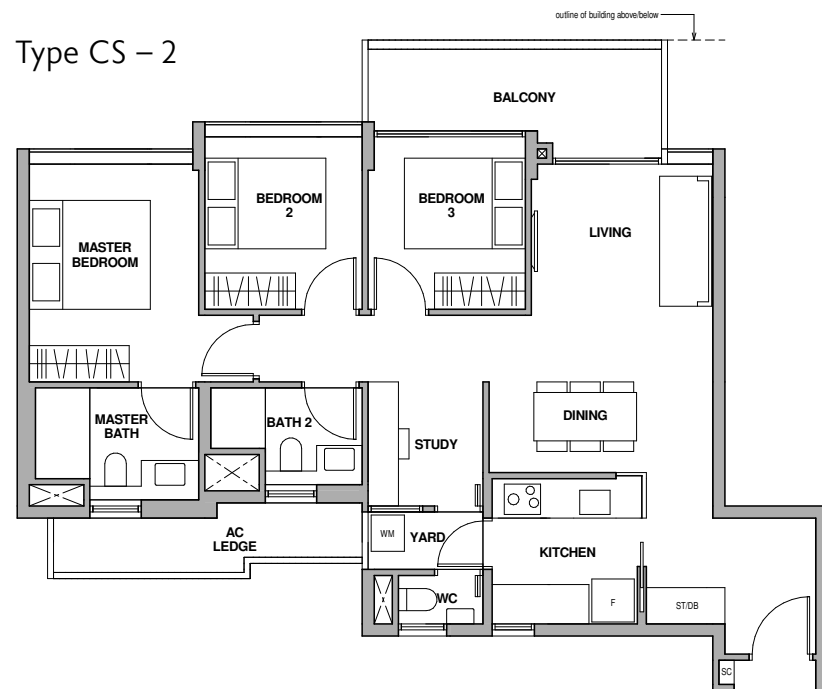 outline of building above/below
Type CS – 2
BALCONY
BEDROOM
2
BEDROOM
3
LIVING
MASTER
BEDROOM
MASTER
BATH
BATH 2
STUDY
DINING
AC
LEDGE
WM
YARD
KITCHEN
WC
F
ST/DB
SC